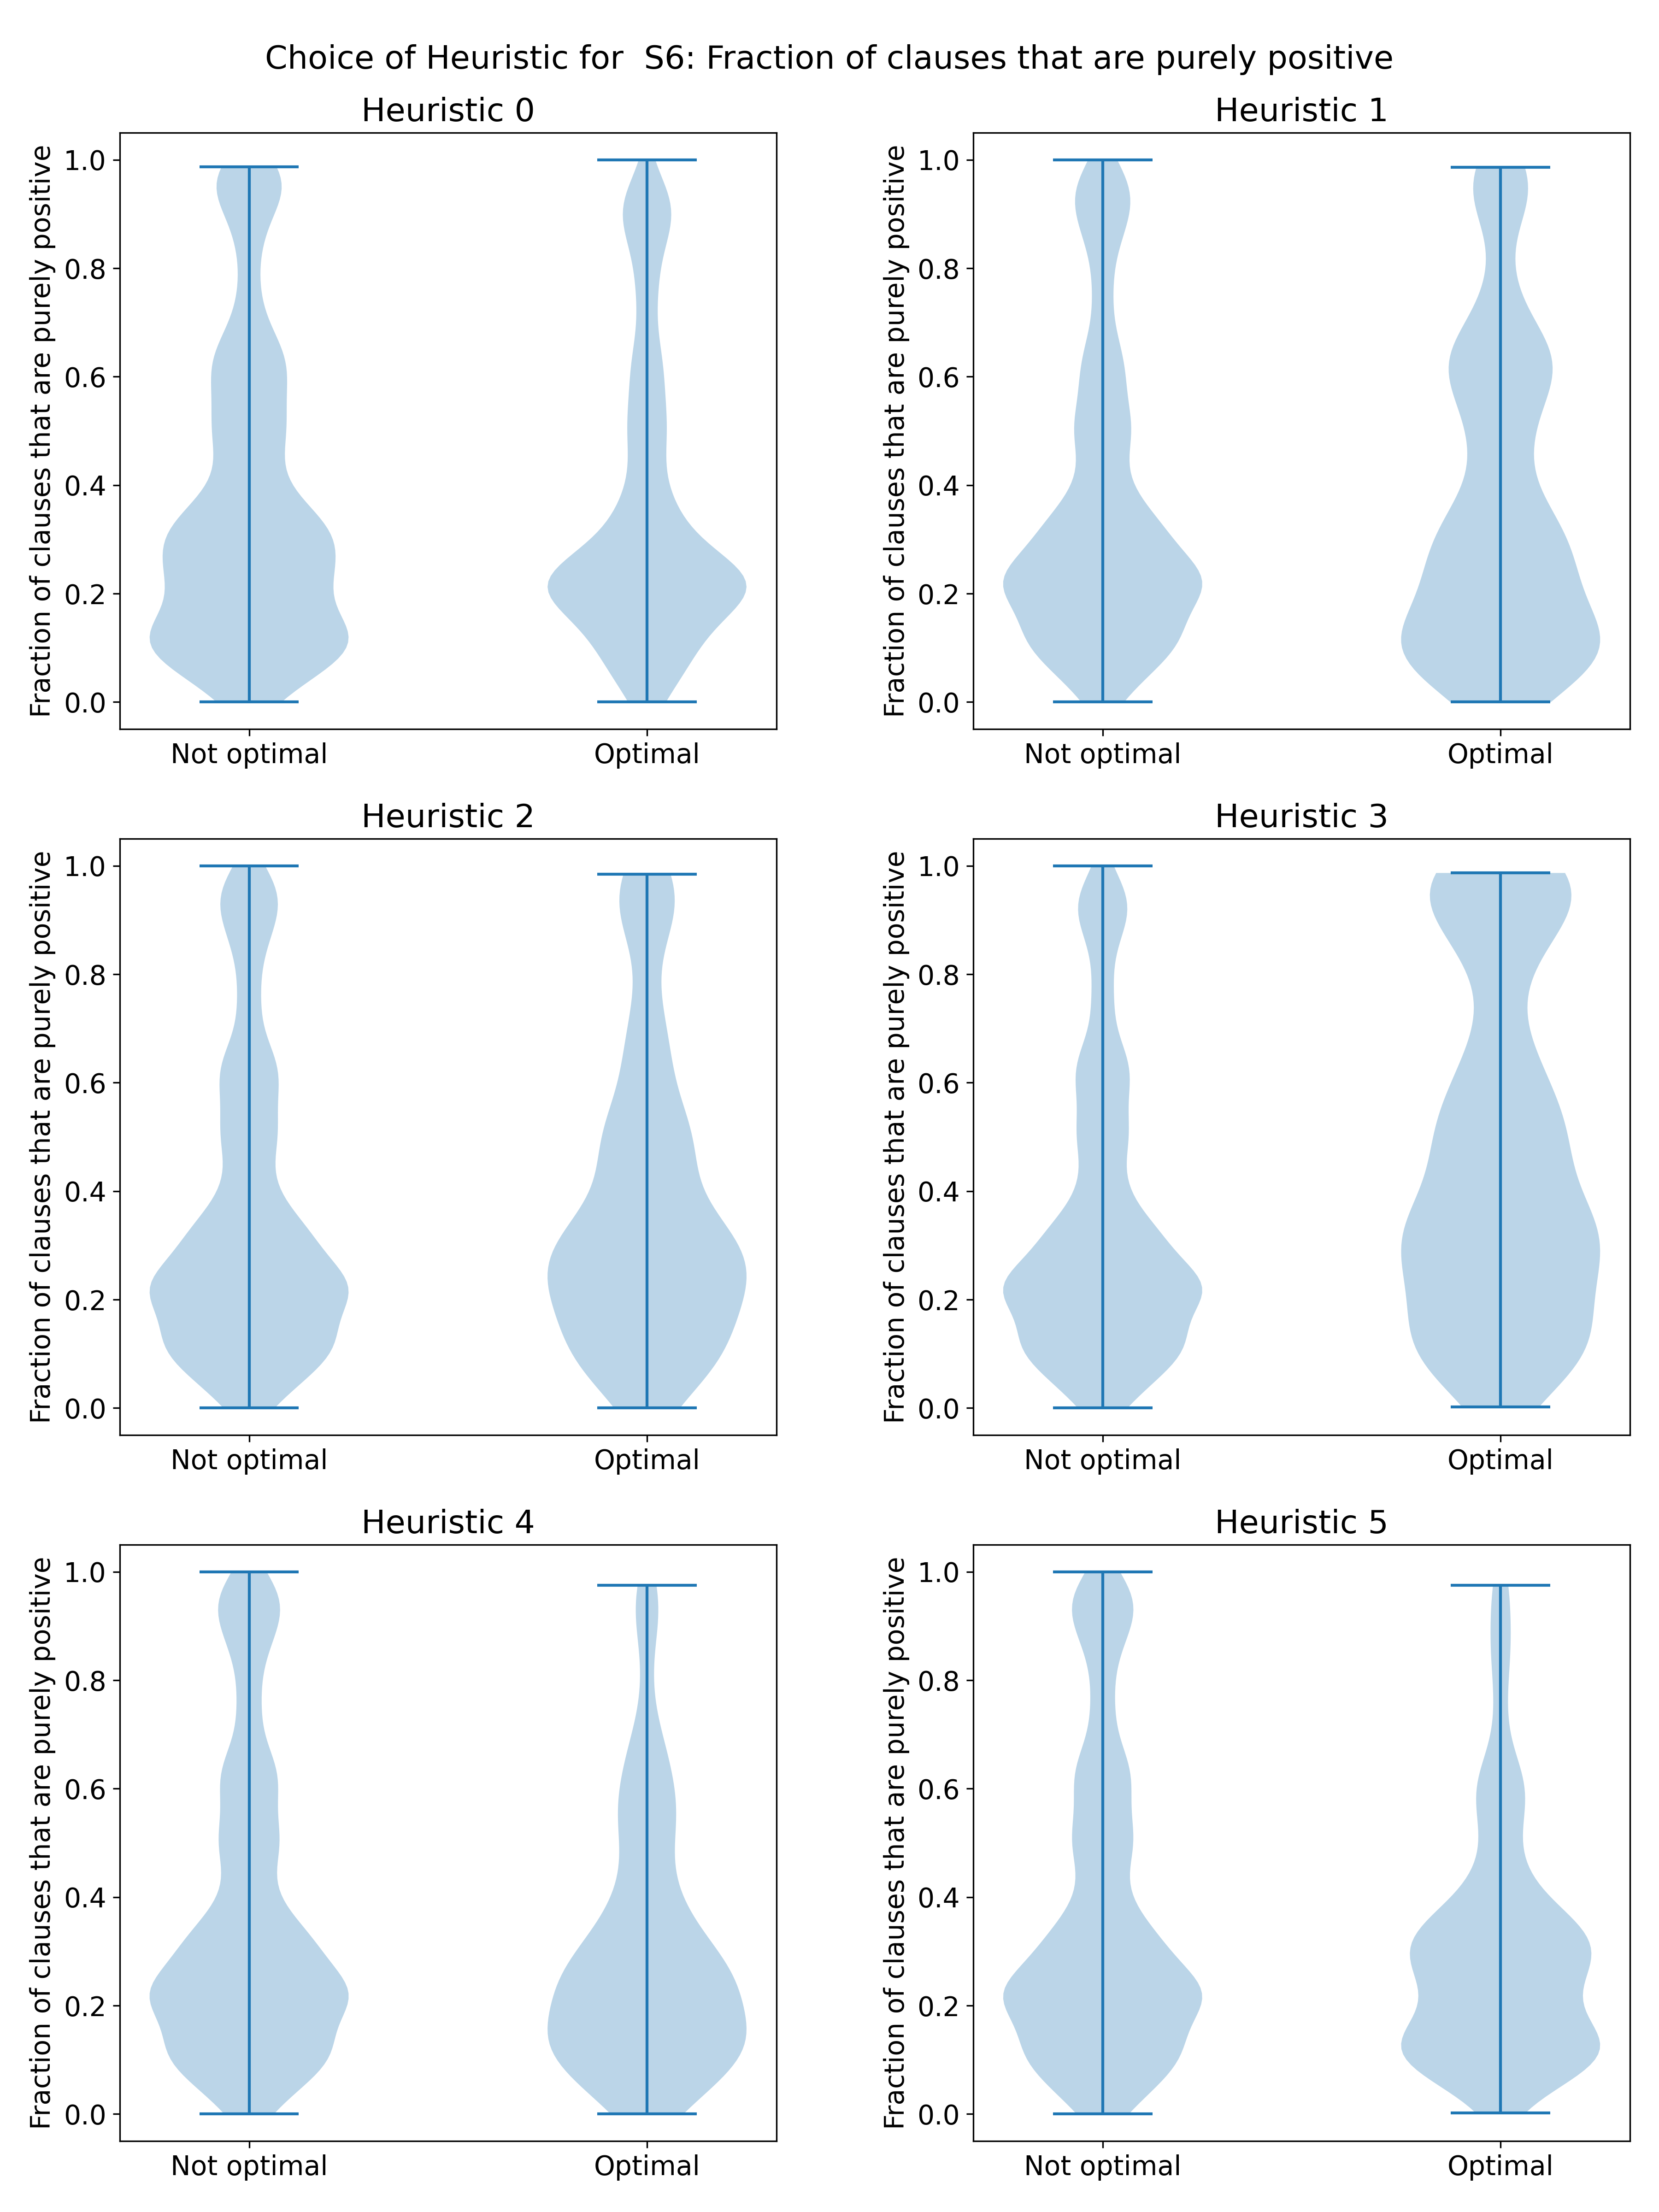 Choice of Heuristic for  S6: Fraction of clauses that are purely positive
Heuristic 0
Fraction of clauses that are purely positive
1.0
0.8
0.6
0.4
0.2
0.0
Not optimal
Optimal
Heuristic 1
Fraction of clauses that are purely positive
1.0
0.8
0.6
0.4
0.2
0.0
Not optimal
Optimal
Heuristic 2
Fraction of clauses that are purely positive
1.0
0.8
0.6
0.4
0.2
0.0
Not optimal
Optimal
Heuristic 3
Fraction of clauses that are purely positive
1.0
0.8
0.6
0.4
0.2
0.0
Not optimal
Optimal
Heuristic 4
Fraction of clauses that are purely positive
1.0
0.8
0.6
0.4
0.2
0.0
Not optimal
Optimal
Heuristic 5
Fraction of clauses that are purely positive
1.0
0.8
0.6
0.4
0.2
0.0
Not optimal
Optimal